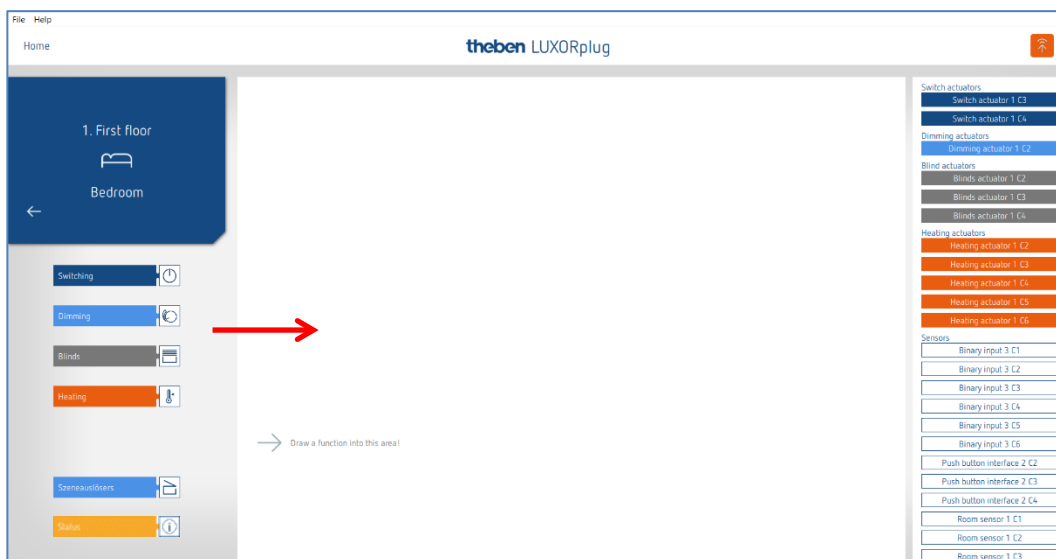 File Help
Home
theben LUXORplug
1. First floor
Bedroom
Switching
Dimming
Blinds
Heating
Szeneauslösers
Status
Draw a function into this area!
Switch actuators
Switch actuator 1 C3
Switch actuator 1 C4
Dimming actuators
Dimming actuator 1 C2
Blind actuators
Blinds actuator 1 C2
Blinds actuator 1 C3
Blinds actuator 1 C4
Heating actuators
Heating actuator 1 C2
Heating actuator 1 C3
Heating actuator 1 C4
Heating actuator 1 C5
Heating actuator 1 C6
Sensors
Binary input 3 C1
Binary input 3 C2
Binary input 3 C3
Binary input 3 C4
Binary input 3 C5
Binary input 3 C6
Push button interface 2 C2
Push button interface 2 C3
Push button interface 2 C4
Room sensor 1 C1
Room sensor 1 C2
Room sensor 1 C3